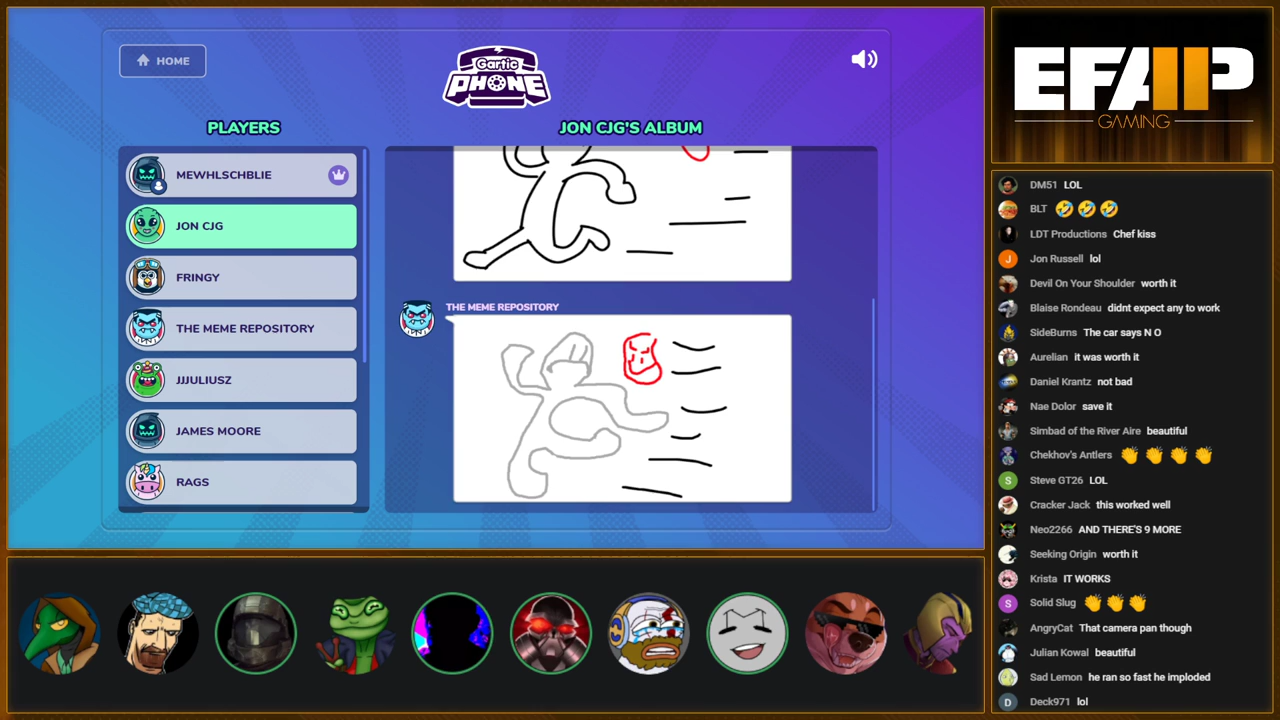 HOME
Gartic
PHONE
PLAYERS
JON CJG'S ALBUM
MEWHLSCHBLIE
JON CJG
FRINGY
THE MEME REPOSITORY
JJJULIUSZ
JAMES MOORE
RAGS
THE MEME REPOSITORY
EFAP
GAMING
DM51 LOL
BLT 🤣🤣🤣
LDT Productions Chef kiss
J Jon Russell lol
Devil On Your Shoulder worth it
Blaise Rondeau didnt expect any to work
SideBurns The car says N O
Aurelian it was worth it
Daniel Krantz not bad
Nae Dolor save it
Simbad of the River Aire beautiful
Chekhov's Antlers 👏👏👏👏
S Steve GT26 LOL
Cracker Jack this worked well
Neo2266 AND THERE'S 9 MORE
Seeking Origin worth it
Krista IT WORKS
S Solid Slug 👏👏👏
AngryCat That camera pan though
Julian Kowal beautiful
Sad Lemon he ran so fast he imploded
D Deck971 lol